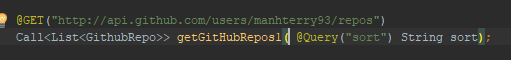 @GET("http://api.github.com/users/manhterry93/repos")
Call<List<GithubRepo>> getGitHubRepos1( @Query("sort") String sort);